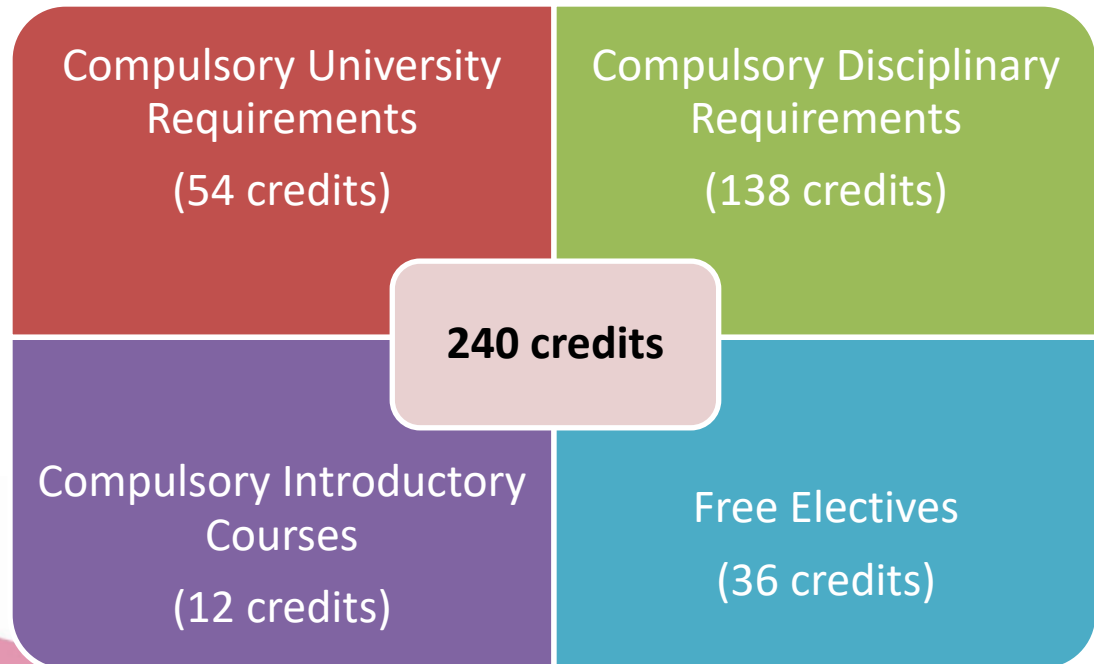 Compulsory University
Requirements
(54 credits)
Compulsory Disciplinary
Requirements
(138 credits)
240 credits
Compulsory Introductory
Courses
(12 credits)
Free Electives
(36 credits)